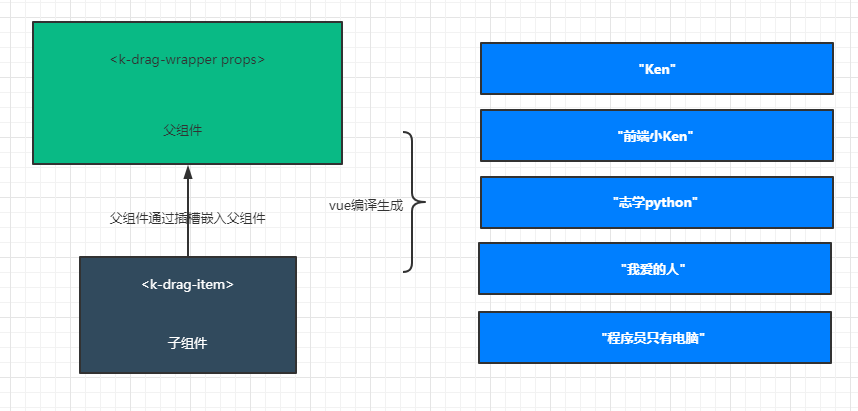 <k-drag-wrapper props>
父组件
父组件通过插槽嵌入父组件
<k-drag-item>
子组件
vue编译生成
"Ken"
"前端小Ken"
"志学python"
"我爱的人"
"程序员只有电脑"